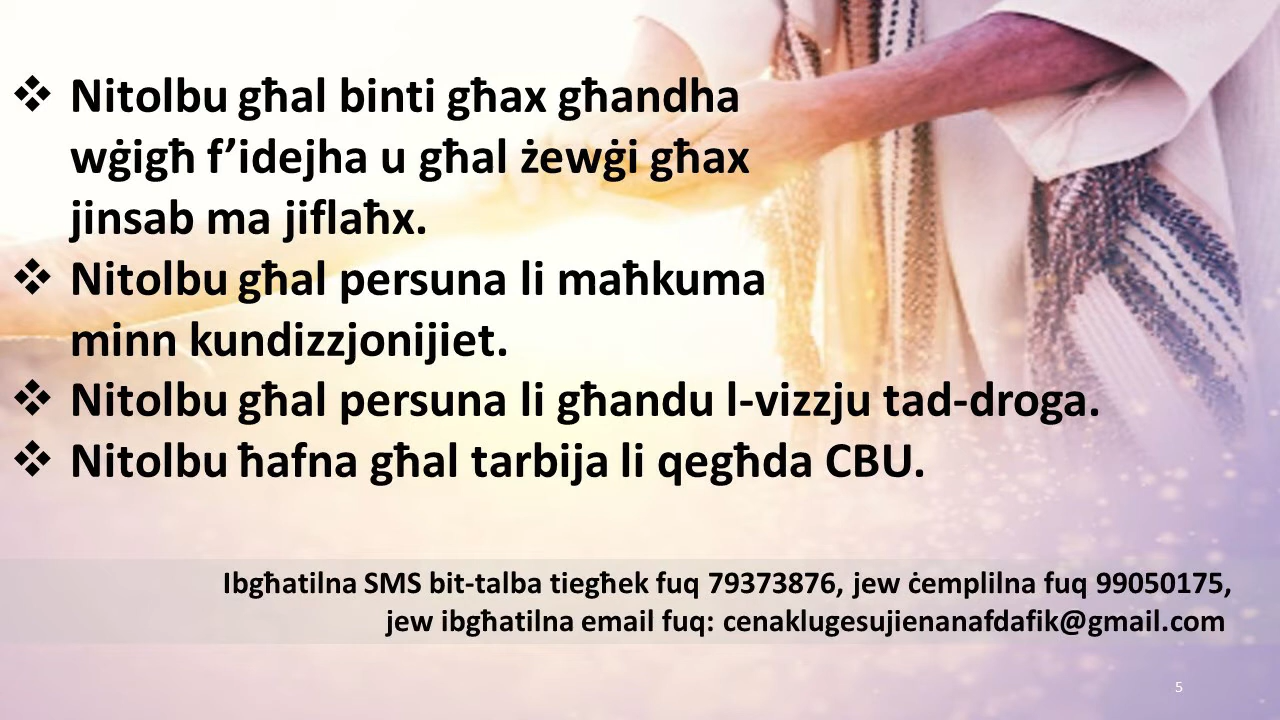 ❖ Nitolbu għal binti għax għandha
wġigħ f’idejha u għal żewġi għax
jinsab ma jiflaħx.
❖ Nitolbu għal persuna li maħkuma
minn kundizzjonijiet.
❖ Nitolbu għal persuna li għandu l-vizzju tad-droga.
❖ Nitolbu ħafna għal tarbija li qegħda CBU.
Ibgħatilna SMS bit-talba tiegħek fuq 79373876, jew ċemplilna fuq 99050175,
jew ibgħatilna email fuq: cenaklugesujienanafdafik@gmail.com
5